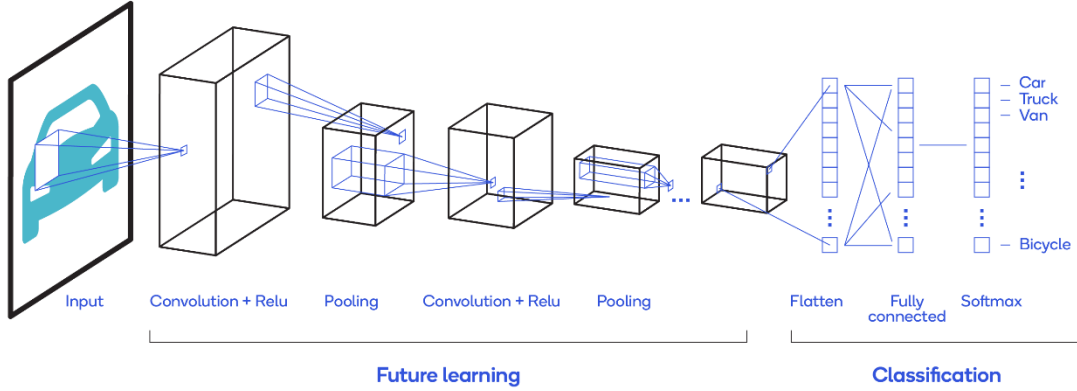 Car
Truck
Van
Bicycle
Input
Convolution + Relu
Pooling
Convolution + Relu
Pooling
Flatten
Fully
connected
Softmax
Future learning
Classification